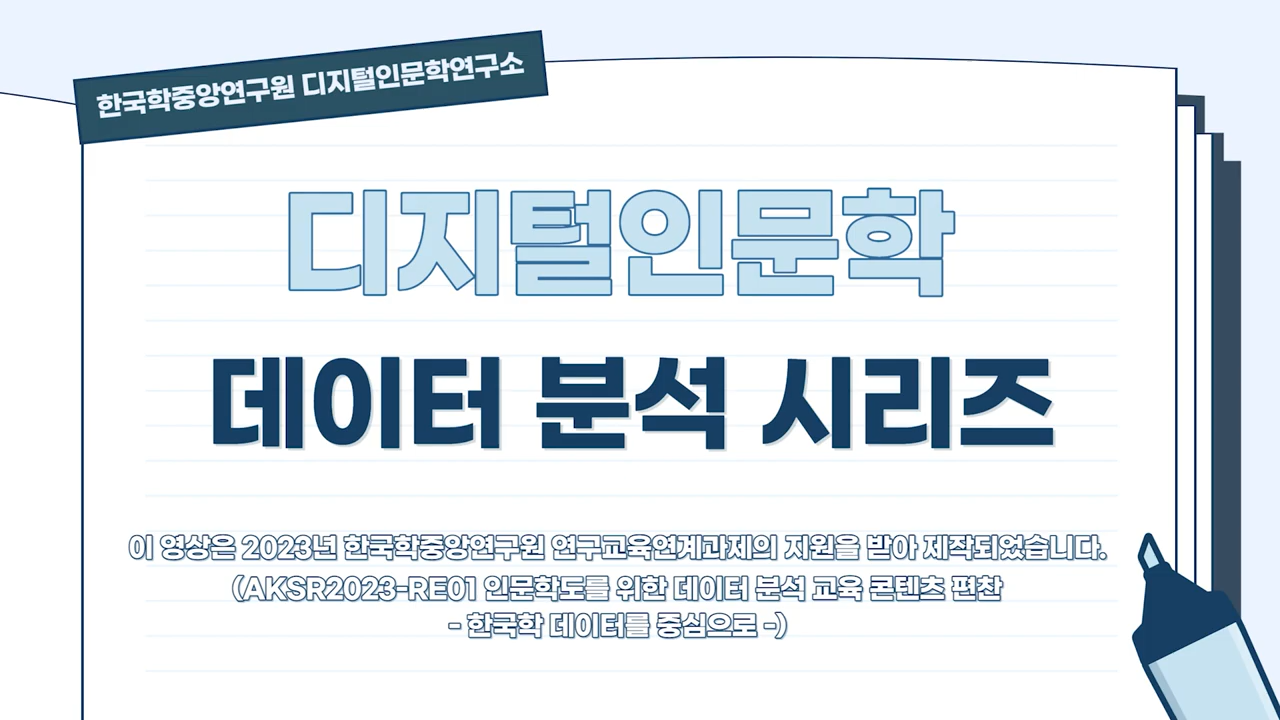 한국학중앙연구원 디지털인문학연구소
디지털인문학
데이터 분석 시리즈
이 영상은 2023년 한국학중앙연구원 연구교육연계과제의 지원을 받아 제작되었습니다.
(AKSR2023-RE01 인문학도를 위한 데이터 분석 교육 콘텐츠 편찬
- 한국학 데이터를 중심으로 -)